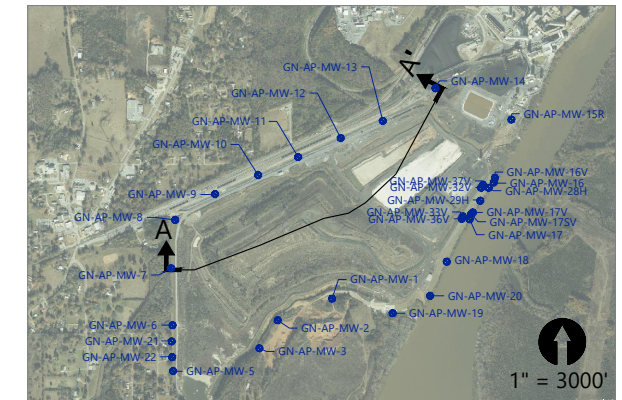 A'
GN-AP-MW-13
GN-AP-MW-14
GN-AP-MW-12
GN-AP-MW-15R
GN-AP-MW-11
GN-AP-MW-10
GN-AP-MW-16V
GN-AP-MW-37V
GN-AP-MW-16
GN-AP-MW-32V
GN-AP-MW-28H
GN-AP-MW-9
GN-AP-MW-29H
GN-AP-MW-33V
GN-AP-MW-17V
GN-AP-MW-8
GN-AP-MW-36V
GN-AP-MW-17SV
A
GN-AP-MW-17
GN-AP-MW-18
GN-AP-MW-7
GN-AP-MW-1
GN-AP-MW-20
GN-AP-MW-19
GN-AP-MW-6
GN-AP-MW-2
GN-AP-MW-21
GN-AP-MW-3
GN-AP-MW-22
GN-AP-MW-5
1" = 3000'